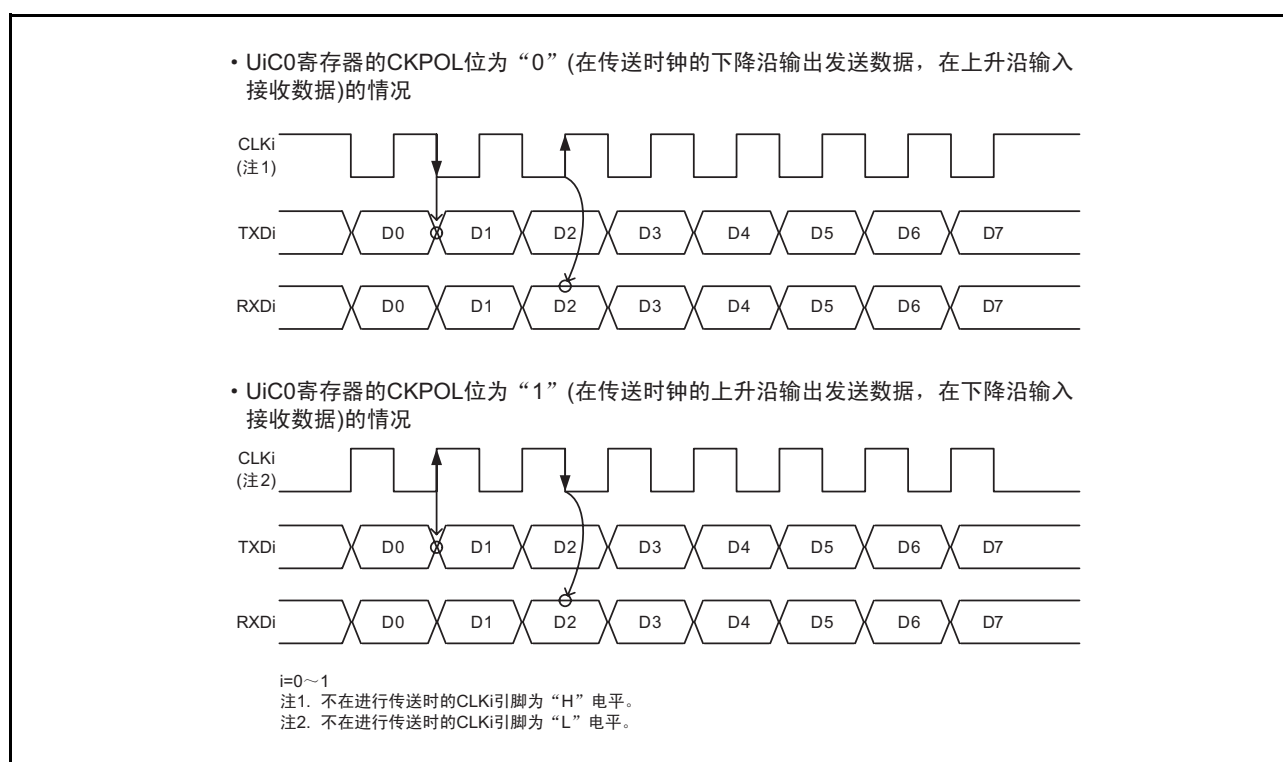 • UiC0寄存器的CKPOL位为“0”(在传送时钟的下降沿输出发送数据，在上升沿输入
接收数据)的情况
CLKi
(注1)
TXDi D0 D1 D2 D3 D4 D5 D6 D7
RXDi D0 D1 D2 D3 D4 D5 D6 D7
• UiC0寄存器的CKPOL位为“1”(在传送时钟的上升沿输出发送数据，在下降沿输入
接收数据)的情况
CLKi
(注2)
TXDi D0 D1 D2 D3 D4 D5 D6 D7
RXDi D0 D1 D2 D3 D4 D5 D6 D7
i=0～1
注1. 不在进行传送时的CLKi引脚为“H”电平。
注2. 不在进行传送时的CLKi引脚为“L”电平。